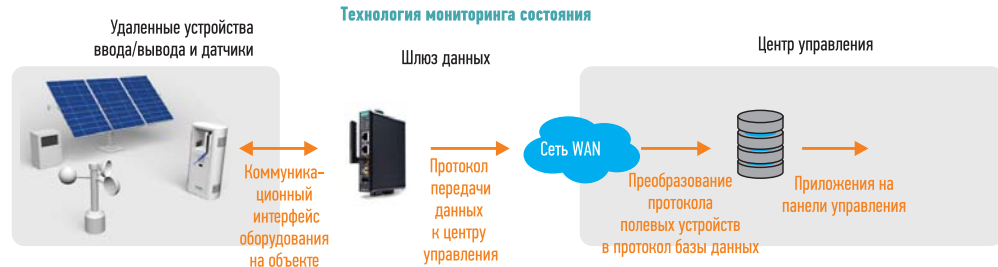 Технология мониторинга состояния
Удаленные устройства
ввода/вывода и датчики
Шлюз данных
Центр управления
Коммуника-
ционный
интерфейс
оборудования
на объекте
Протокол
передачи
данных
к центру
управления
Сеть WAN
Преобразование
протокола
полевых устройств
в протокол базы данных
Приложения на
панели управления